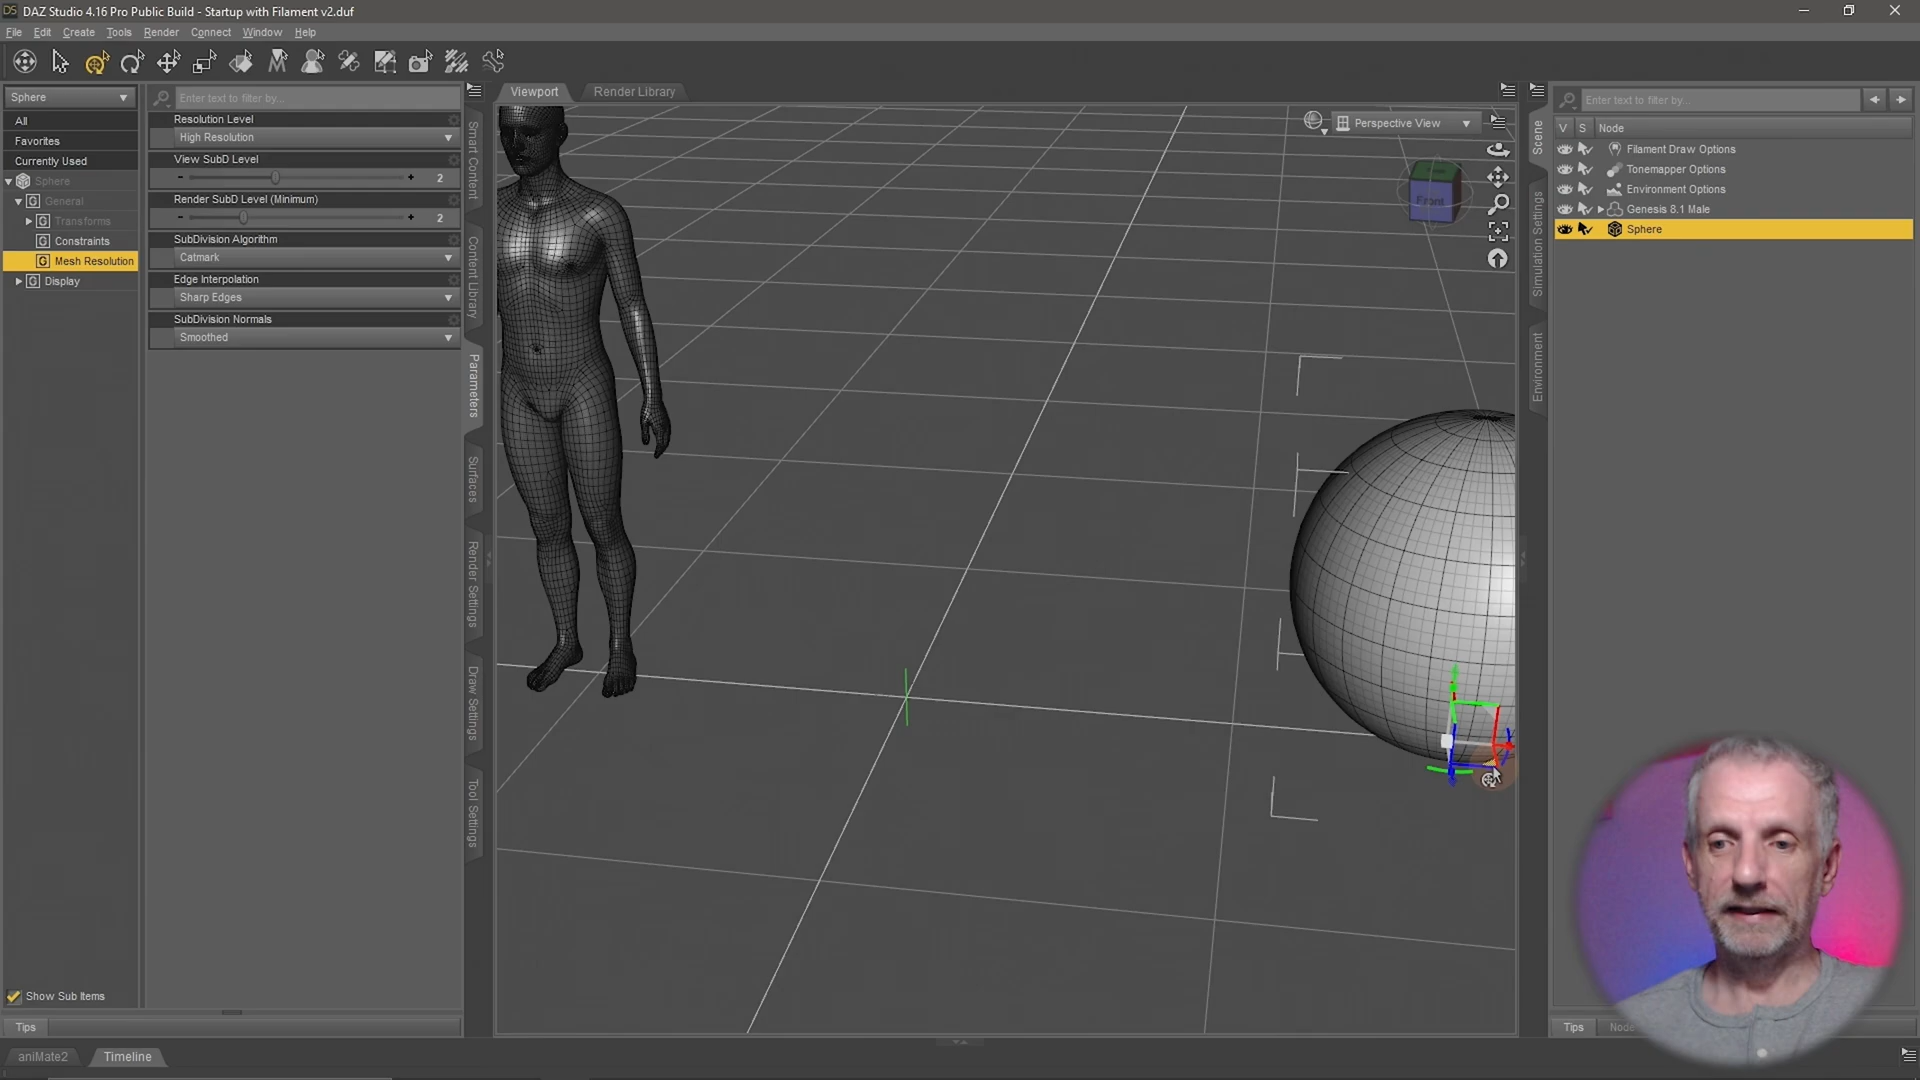 DAZ Studio 4.16 Pro Public Build - Startup with Filament v2.duf
File Edit Create Tools Render Connect Window Help
Sphere
All
Favorites
Currently Used
Sphere
General
Transforms
Constraints
Mesh Resolution
Display
Show Sub Items
Tips
Enter text to filter by...
Resolution Level
High Resolution
View SubD Level
- + 2
Render SubD Level (Minimum)
- + 2
SubDivision Algorithm
Catmark
Edge Interpolation
Sharp Edges
SubDivision Normals
Smoothed
Smart Content
Content Library
Parameters
Surfaces
Render Settings
Draw Settings
Tool Settings
Viewport Render Library
Perspective View
Front
Scene
Simulation Settings
Environment
Enter text to filter by...
V S Node
Filament Draw Options
Tonemapper Options
Environment Options
Genesis 8.1 Male
Sphere
Tips
aniMate2 Timeline